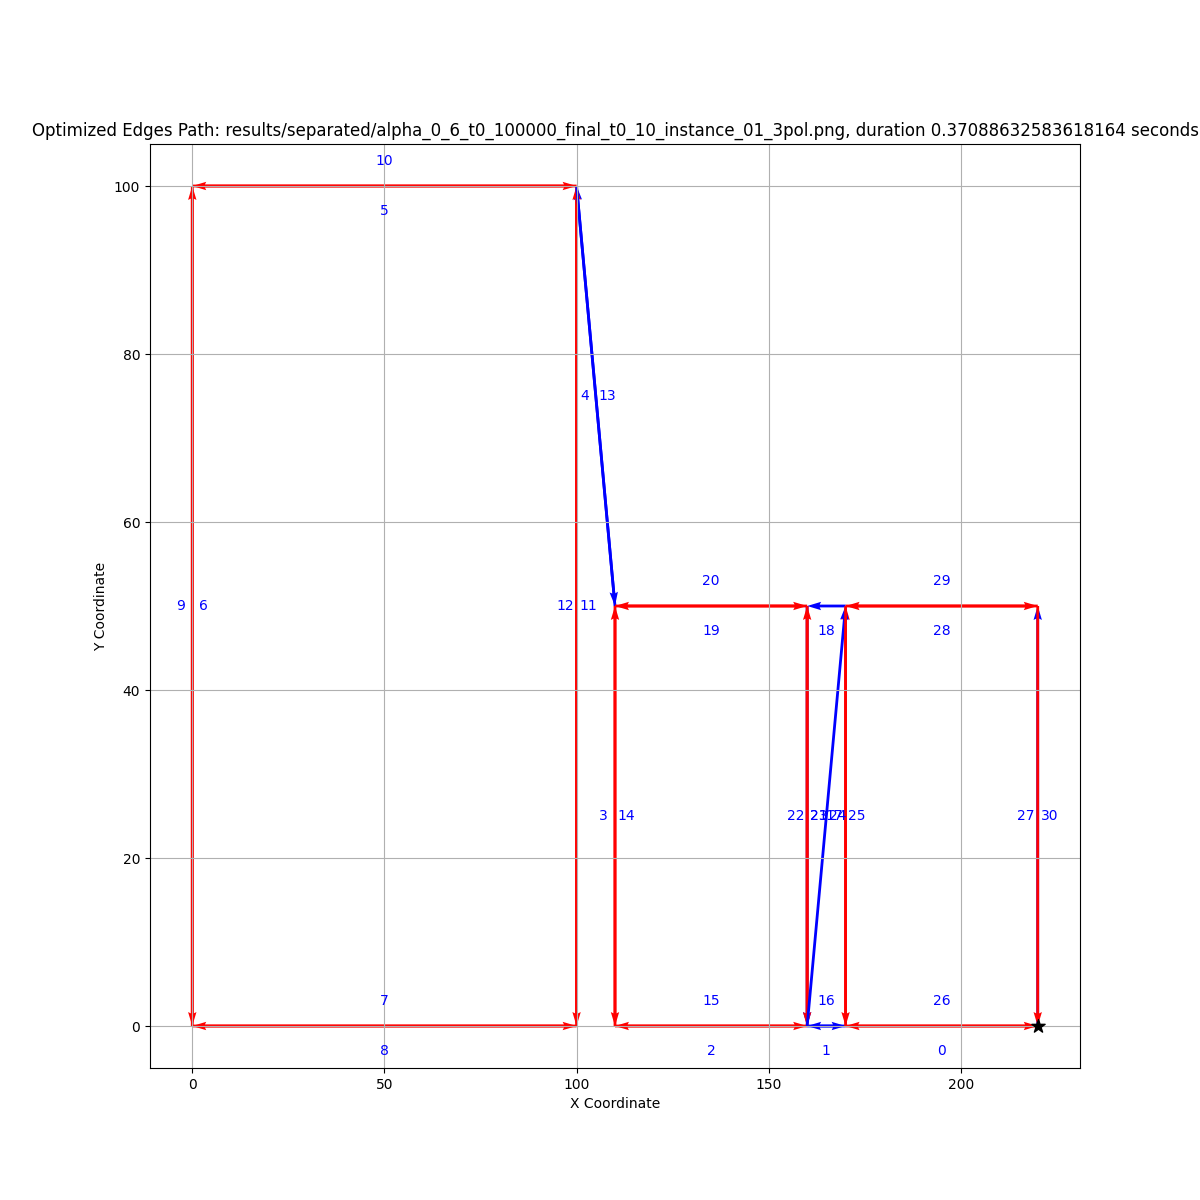 Optimized Edges Path: results/separated/alpha_0_6_t0_100000_final_t0_10_instance_01_3pol.png, duration 0.37088632583618164 seconds
10
100
5
80
4 13
60
20 29
9 6 12 11
19 18 28
Y Coordinate
40
3 14 22 25 27 30
20
7 15 16 26
0
8 2 1 0
0 50 100 150 200
X Coordinate